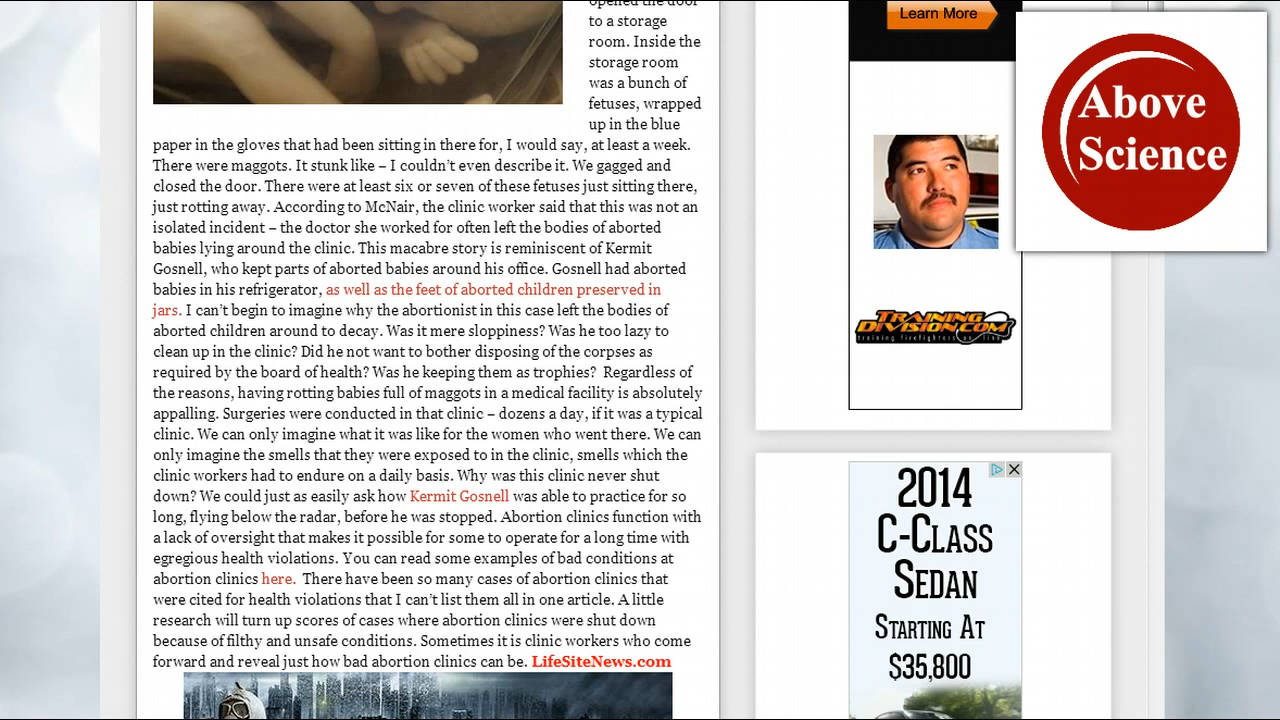 opened the door
to a storage
room. Inside the
storage room
was a bunch of
fetuses, wrapped
up in the blue
paper in the gloves that had been sitting in there for, I would say, at least a week.
There were maggots. It stunk like – I couldn't even describe it. We gagged and
closed the door. There were at least six or seven of these fetuses just sitting there,
just rotting away. According to McNair, the clinic worker said that this was not an
isolated incident – the doctor she worked for often left the bodies of aborted
babies lying around the clinic. This macabre story is reminiscent of Kermit
Gosnell, who kept parts of aborted babies around his office. Gosnell had aborted
babies in his refrigerator, as well as the feet of aborted children preserved in
jars. I can't begin to imagine why the abortionist in this case left the bodies of
aborted children around to decay. Was it mere sloppiness? Was he too lazy to
clean up in the clinic? Did he not want to bother disposing of the corpses as
required by the board of health? Was he keeping them as trophies?  Regardless of
the reasons, having rotting babies full of maggots in a medical facility is absolutely
appalling. Surgeries were conducted in that clinic – dozens a day, if it was a typical
clinic. We can only imagine what it was like for the women who went there. We can
only imagine the smells that they were exposed to in the clinic, smells which the
clinic workers had to endure on a daily basis. Why was this clinic never shut
down? We could just as easily ask how Kermit Gosnell was able to practice for so
long, flying below the radar, before he was stopped. Abortion clinics function with
a lack of oversight that makes it possible for some to operate for a long time with
egregious health violations. You can read some examples of bad conditions at
abortion clinics here.  There have been so many cases of abortion clinics that
were cited for health violations that I can't list them all in one article. A little
research will turn up scores of cases where abortion clinics were shut down
because of filthy and unsafe conditions. Sometimes it is clinic workers who come
forward and reveal just how bad abortion clinics can be. LifeSiteNews.com
Learn More
Above
Science
TRAINING
DIVISION.COM
training firefighters on line
2014
C-Class
Sedan
Starting At
$35,800